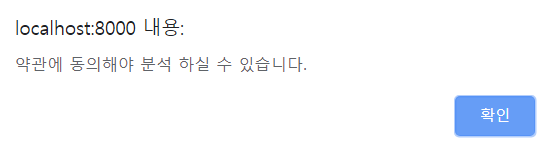 localhost:8000 내용:
약관에 동의해야 분석 하실 수 있습니다.
확인